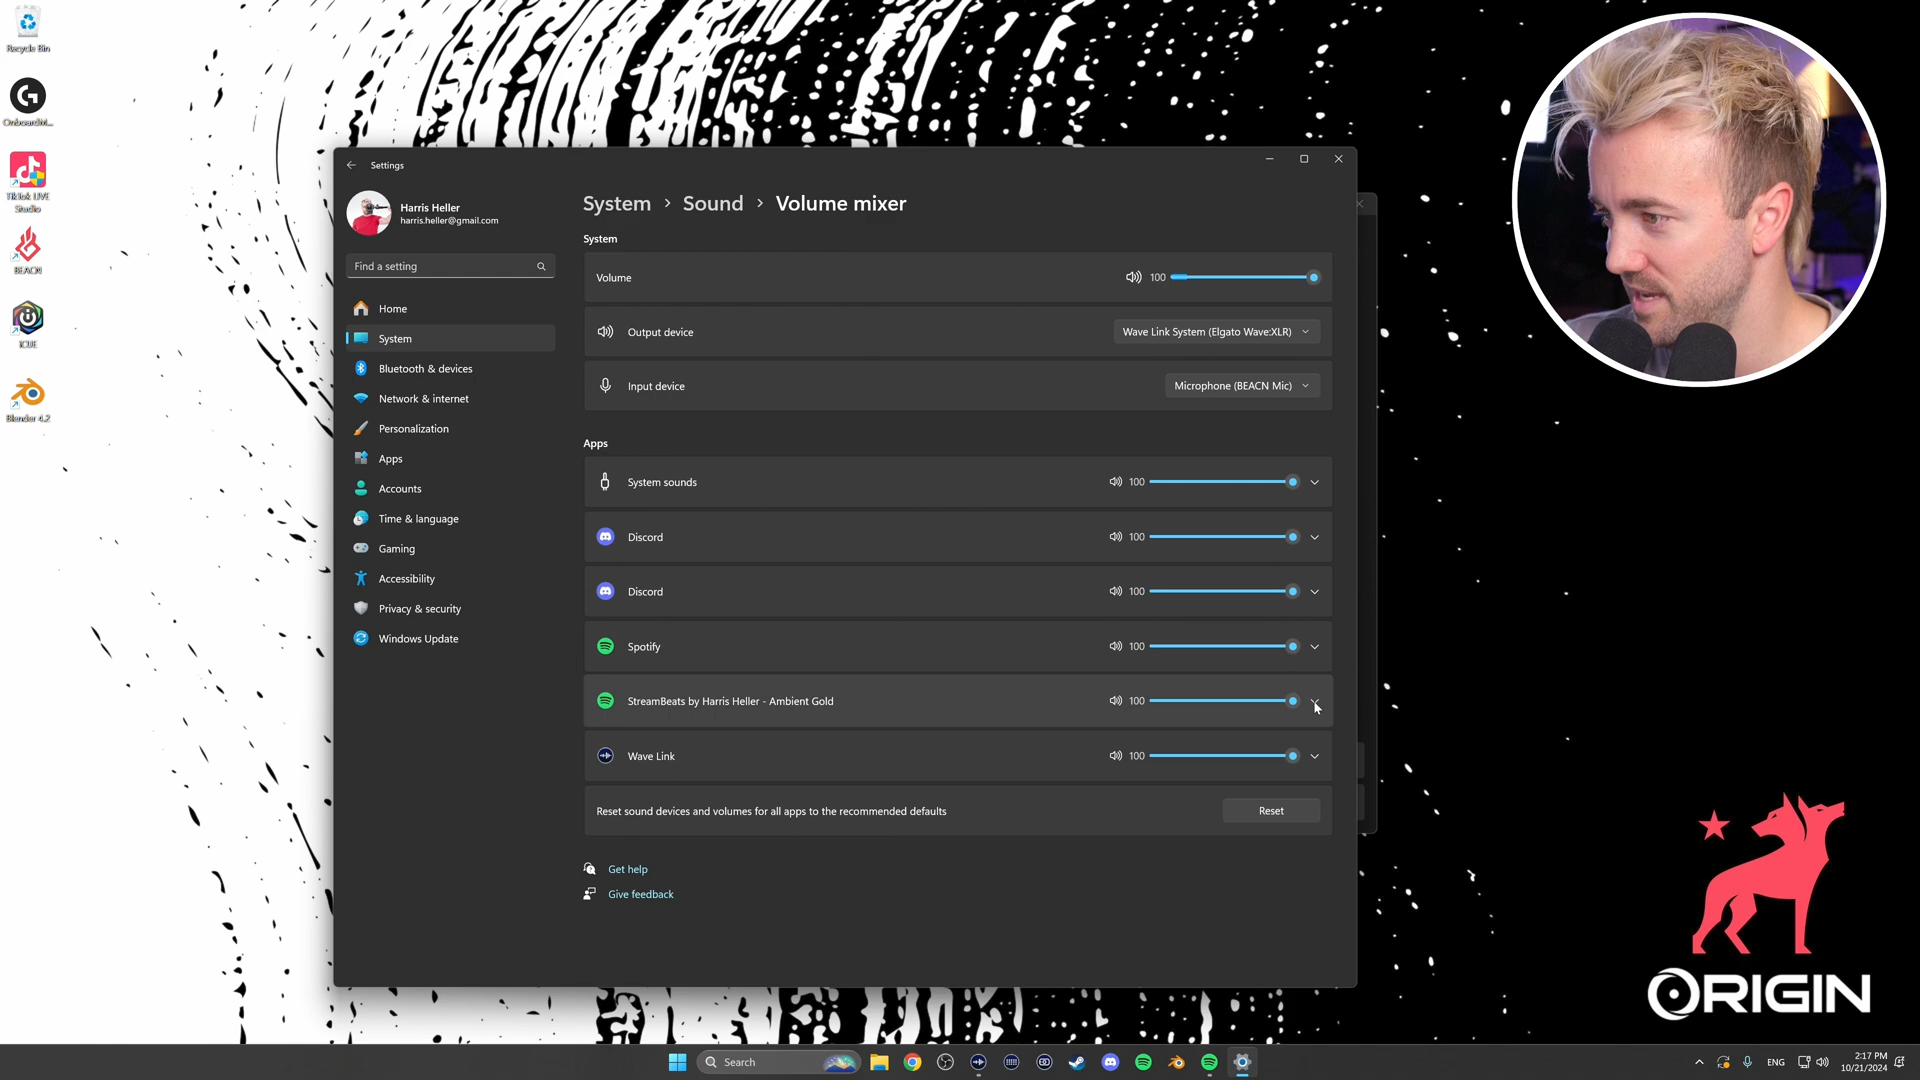 Recycle Bin
OnboardM...
TikTok LIVE
Studio
BEACN
iCUE
Blender 4.2
Settings
Harris Heller
harris.heller@gmail.com
Find a setting
Home
System
Bluetooth & devices
Network & internet
Personalization
Apps
Accounts
Time & language
Gaming
Accessibility
Privacy & security
Windows Update
System > Sound > Volume mixer
System
Volume
100
Output device
Wave Link System (Elgato Wave:XLR)
Input device
Microphone (BEACN Mic)
Apps
System sounds
100
Discord
100
Discord
100
Spotify
100
StreamBeats by Harris Heller - Ambient Gold
100
Wave Link
100
Reset sound devices and volumes for all apps to the recommended defaults
Reset
Get help
Give feedback
ORIGIN
Search
ENG
2:17 PM
10/21/2024